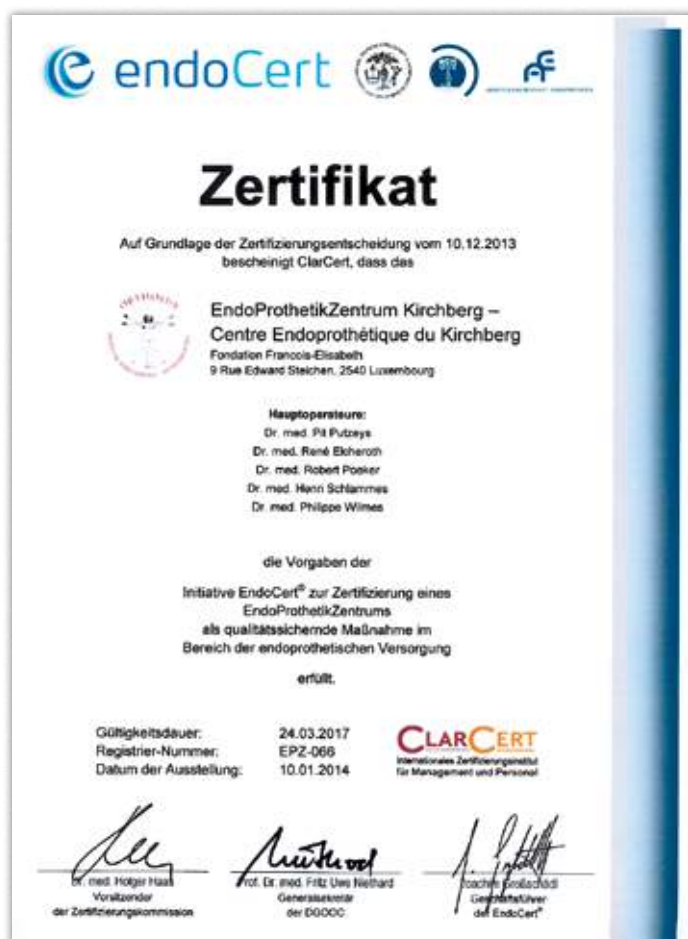 endoCert
Zertifikat
Auf Grundlage der Zertifizierungsentscheidung vom 10.12.2013
bescheinigt ClarCert, dass das
EndoProthetikZentrum Kirchberg –
Centre Endoprothétique du Kirchberg
Fondation Francois-Elisabeth
9 Rue Edward Steichen, 2540 Luxembourg
Hauptoperateure:
Dr. med. Pit Putzeys
Dr. med. René Elcheroth
Dr. med. Robert
Dr. med. Henri Schlammes
Dr. med. Philippe Wilmes
die Vorgaben der
Initiative EndoCert® zur Zertifizierung eines
EndoProthetikZentrums
als qualitätssichernde Maßnahme im
Bereich der endoprothetischen Versorgung
erfüllt.
Gültigkeitsdauer: 24.03.2017
Registrier-Nummer: EPZ-066
Datum der Ausstellung: 10.01.2014
CLARCERT
Internationales Zertifizierungsinstitut
für Management und Personal
Dr. med. Holger Haas
Vorsitzender
der Zertifizierungskommission
Prof. Dr. med. Fritz Uwe Niethard
Generalsekretär
der DGOOC
Joachim Großschädl
Geschäftsführer
der EndoCert®